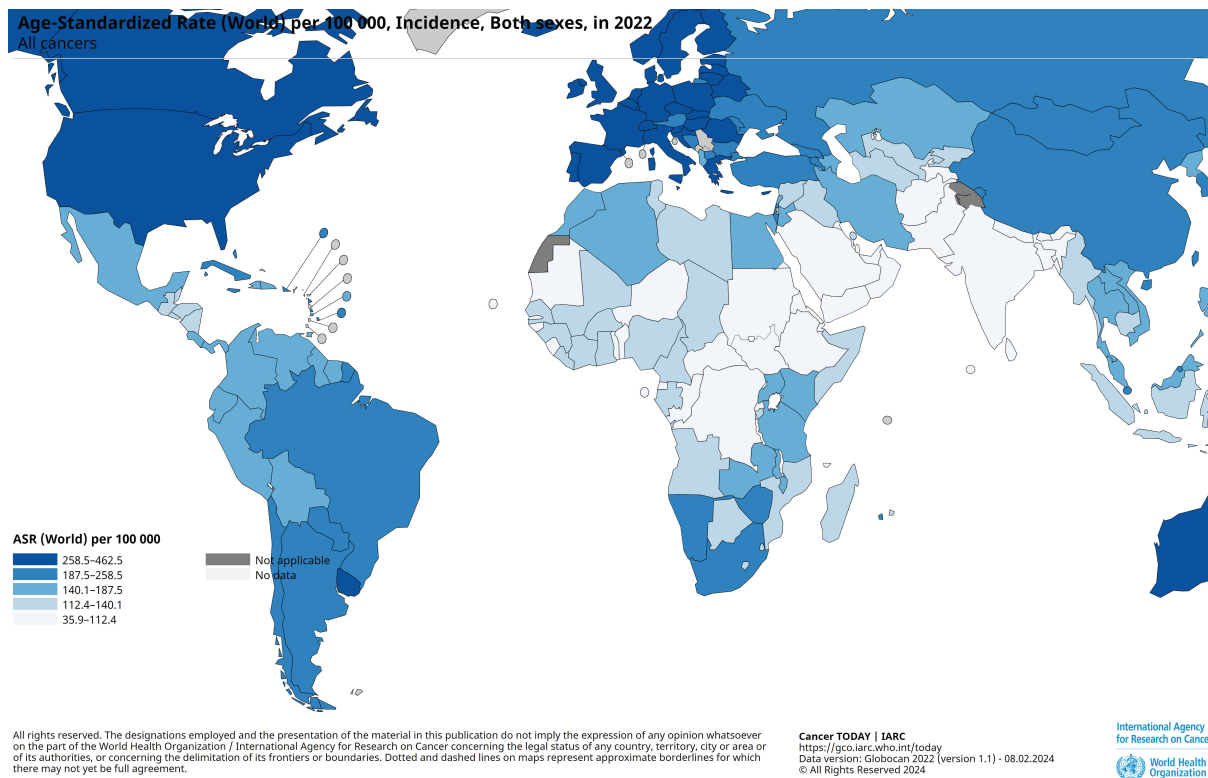 Age-Standardized Rate (World) per 100 000, Incidence, Both sexes, in 2022
All cancers
ASR (World) per 100 000
258.5–462.5
187.5–258.5
140.1–187.5
112.4–140.1
35.9–112.4
Not applicable
No data
All rights reserved. The designations employed and the presentation of the material in this publication do not imply the expression of any opinion whatsoever
on the part of the World Health Organization / International Agency for Research on Cancer concerning the legal status of any country, territory, city or area or
of its authorities, or concerning the delimitation of its frontiers or boundaries. Dotted and dashed lines on maps represent approximate borderlines for which
there may not yet be full agreement.
Cancer TODAY | IARC
https://gco.iarc.who.int/today
Data version: Globocan 2022 (version 1.1) - 08.02.2024
© All Rights Reserved 2024
International Agency
for Research on Cance
World Health
Organization